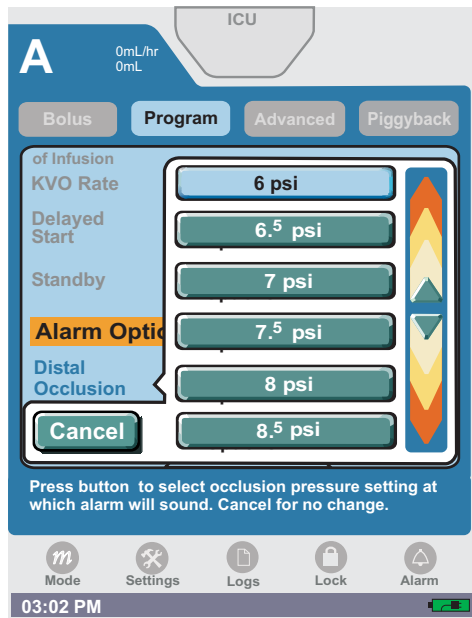 ICU
A
0mL/hr
0mL
Bolus
Program
Advanced
Piggyback
of Infusion
KVO Rate
Delayed
Start
Standby
Alarm Optio
Distal
Occlusion
6 psi
6.5 psi
7 psi
7.5 psi
8 psi
8.5 psi
Cancel
Press button to select occlusion pressure setting at
which alarm will sound. Cancel for no change.
m
Mode
Settings
Logs
Lock
Alarm
03:02 PM